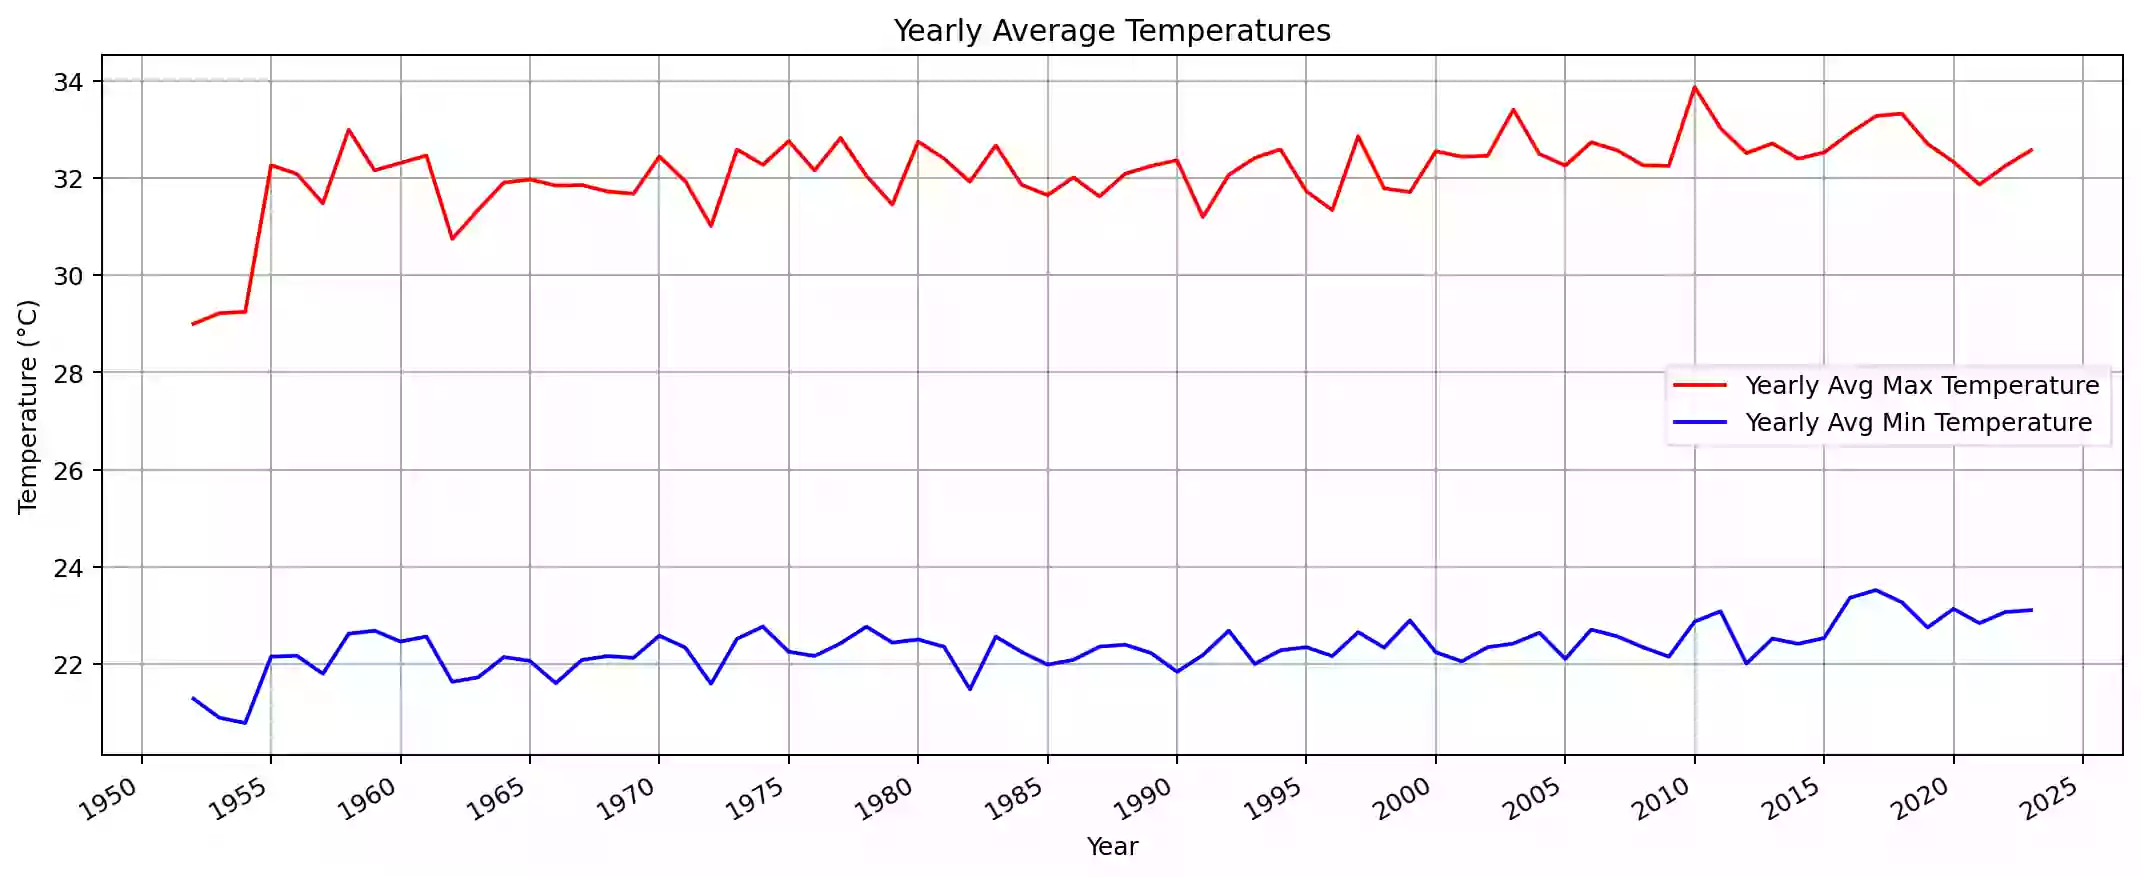 Yearly Average Temperatures
Temperature (°C)
34
32
30
28
26
24
22
Yearly Avg Max Temperature
Yearly Avg Min Temperature
1950 1955 1960 1965 1970 1975 1980 1985 1990 1995 2000 2005 2010 2015 2020 2025
Year